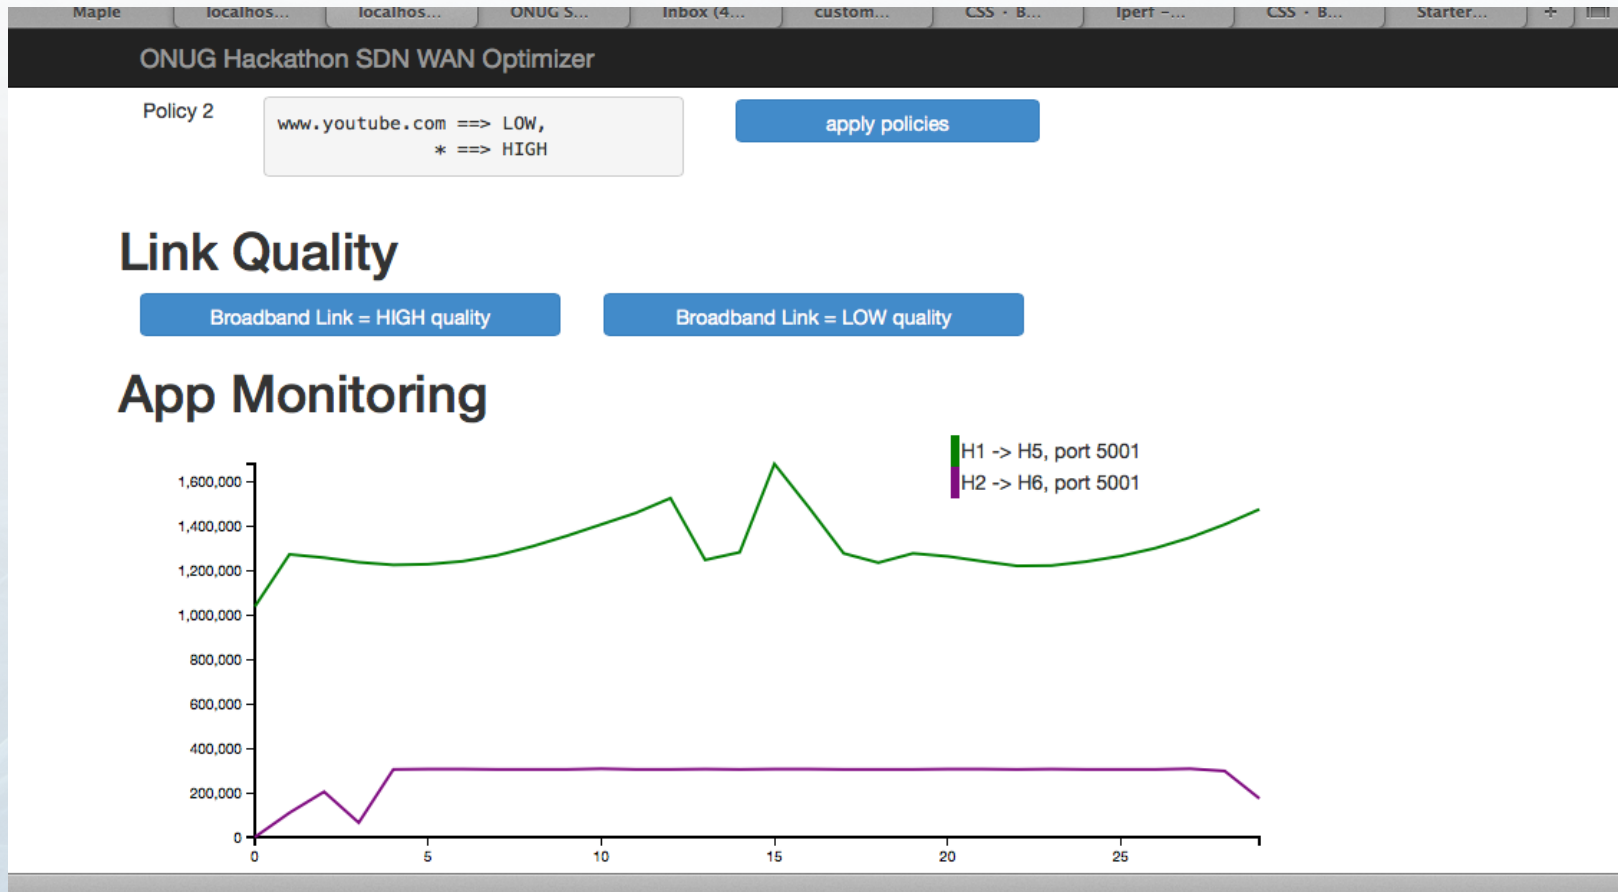 Maple localhos... localhos... ONUG S... Inbox (4... custom... CSS · B... Iperf -... CSS · B... Starter... +
ONUG Hackathon SDN WAN Optimizer
Policy 2
www.youtube.com ==> LOW,
* ==> HIGH
apply policies
Link Quality
Broadband Link = HIGH quality
Broadband Link = LOW quality
App Monitoring
H1 -> H5, port 5001
H2 -> H6, port 5001
1,600,000
1,400,000
1,200,000
1,000,000
800,000
600,000
400,000
200,000
0
0 5 10 15 20 25